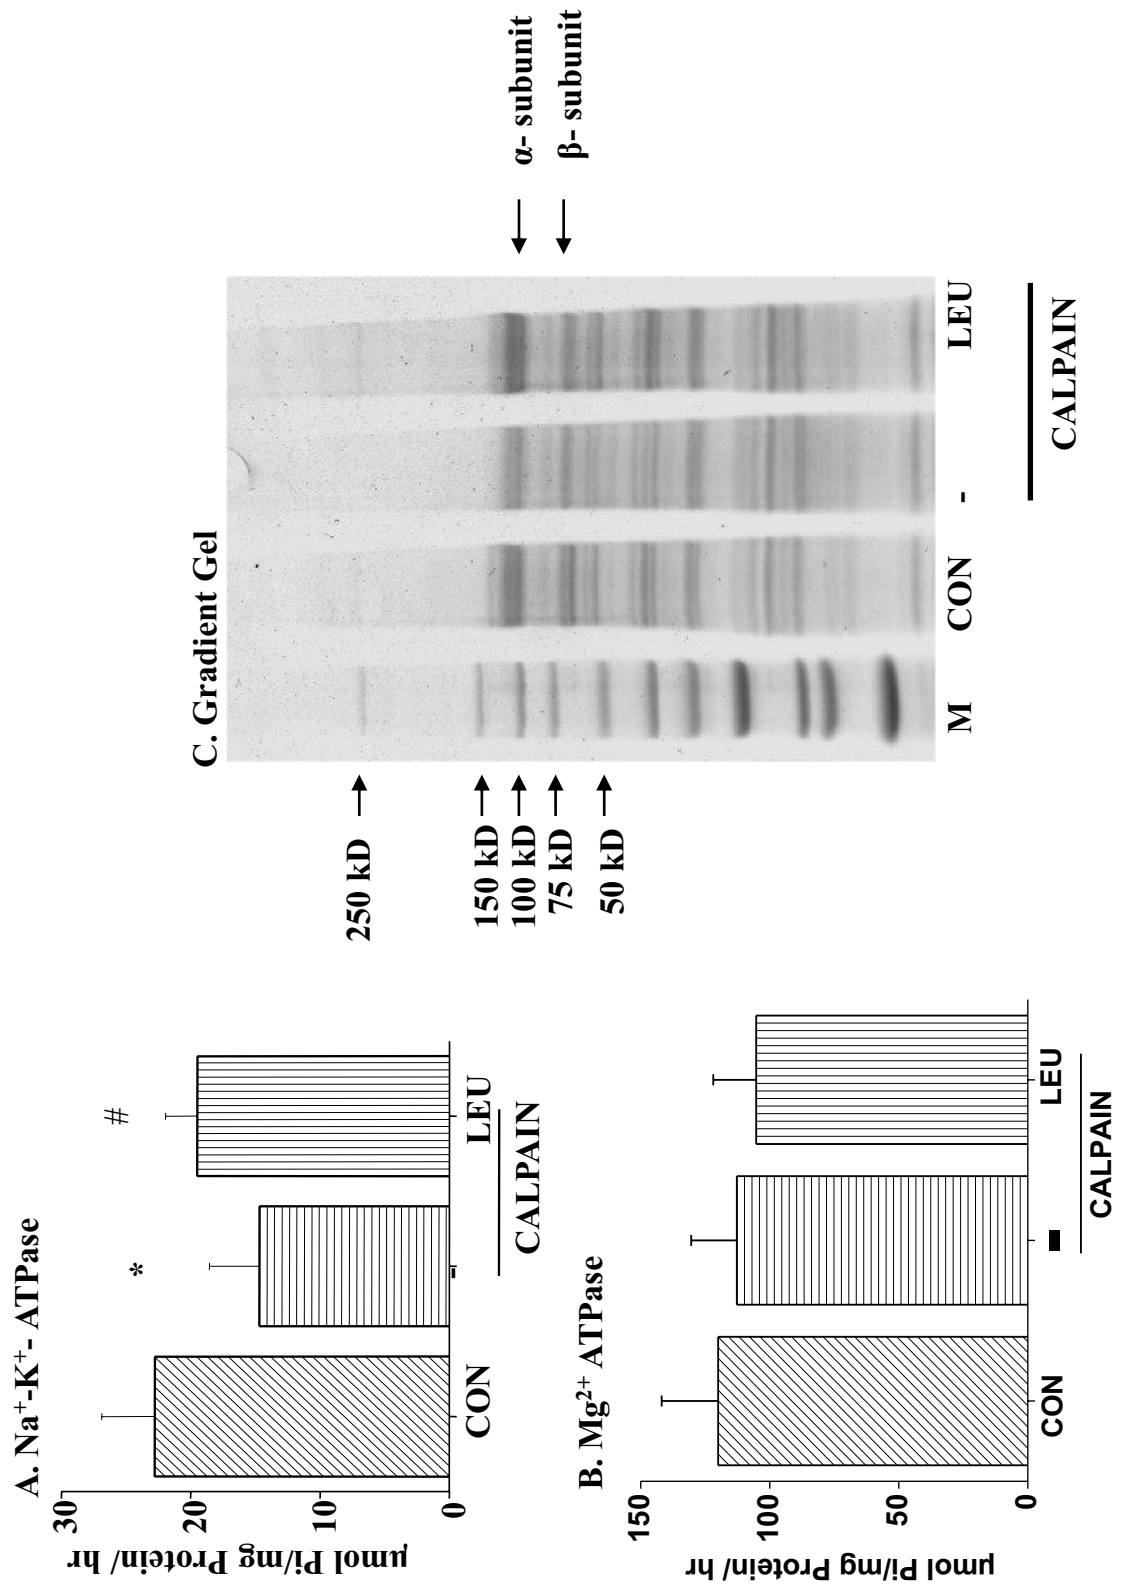 A. Na⁺-K⁺- ATPase
µmol Pi/mg Protein/ hr
30
20
10
0
*
#
CON
-
LEU
CALPAIN
B. Mg²⁺ ATPase
µmol Pi/mg Protein/ hr
150
100
50
0
CON
-
LEU
CALPAIN
C. Gradient Gel
250 kD
150 kD
100 kD
75 kD
50 kD
α- subunit
β- subunit
M
CON
-
LEU
CALPAIN